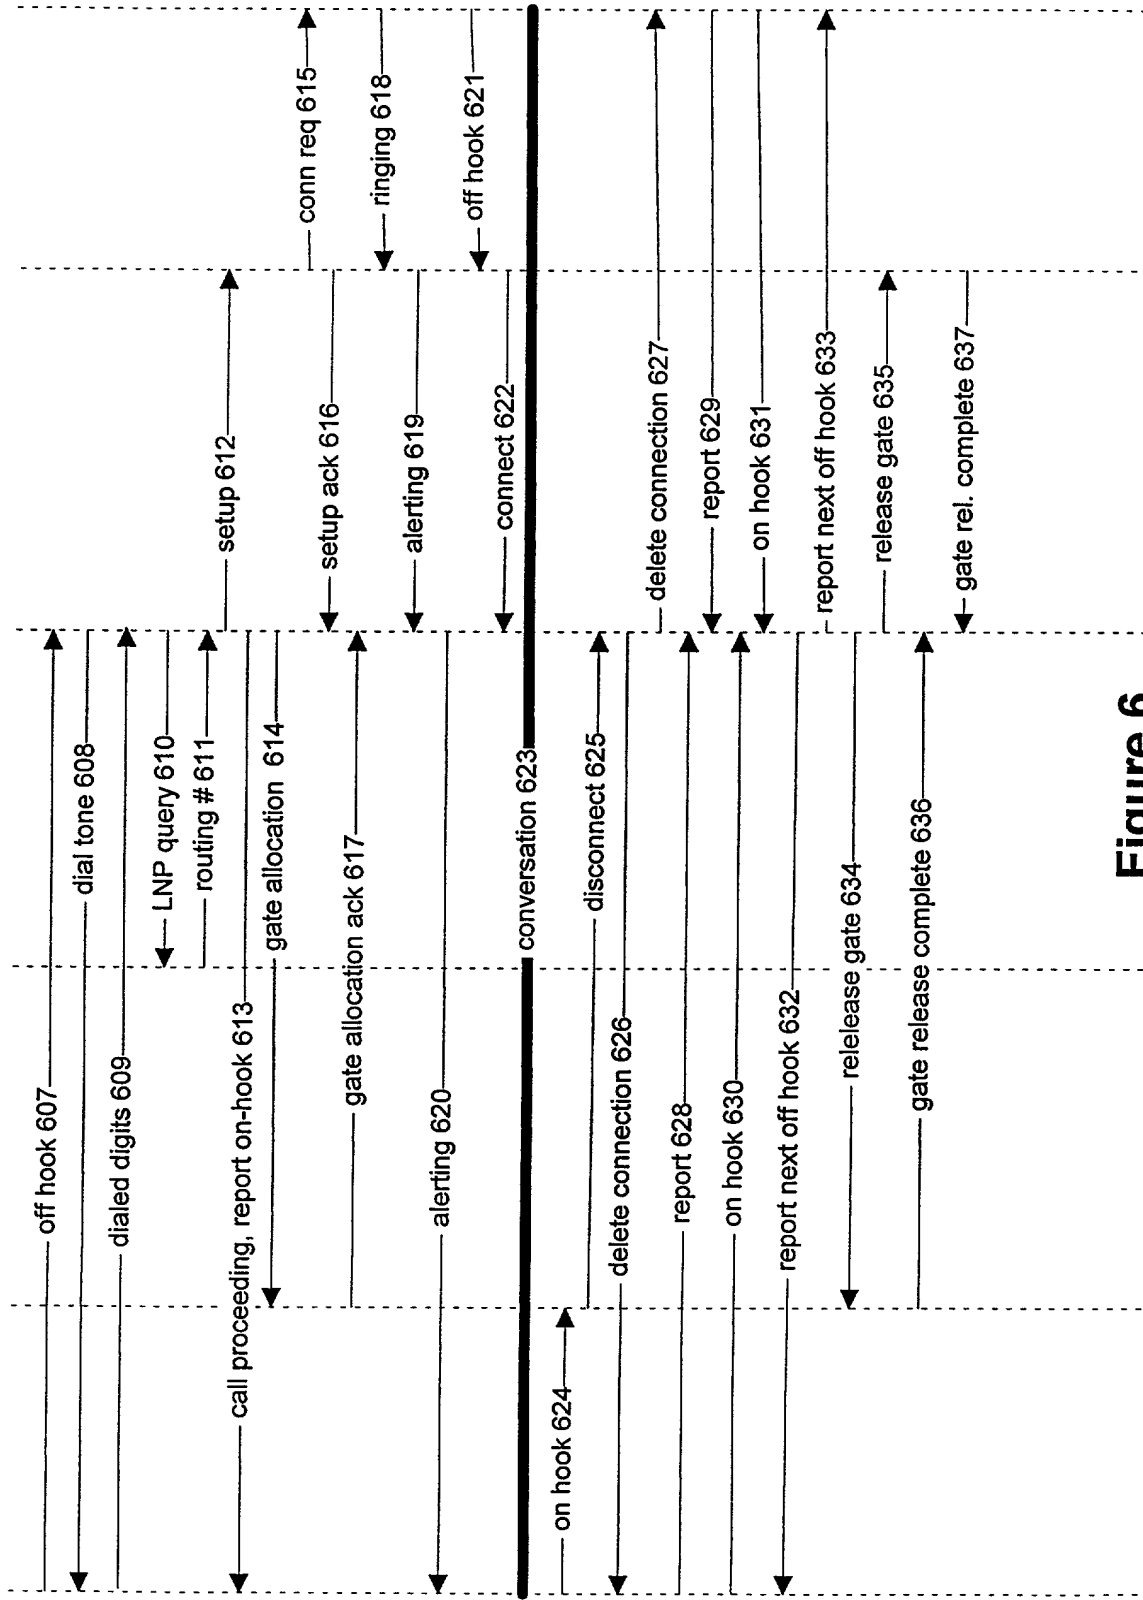 off hook 607
dial tone 608
dialed digits 609
LNP query 610
routing # 611
setup 612
call proceeding, report on-hook 613
gate allocation 614
conn req 615
setup ack 616
gate allocation ack 617
ringing 618
alerting 619
alerting 620
off hook 621
connect 622
conversation 623
on hook 624
disconnect 625
delete connection 626
delete connection 627
report 628
report 629
on hook 630
on hook 631
report next off hook 632
report next off hook 633
relelease gate 634
release gate 635
gate release complete 636
gate rel. complete 637
Figure 6